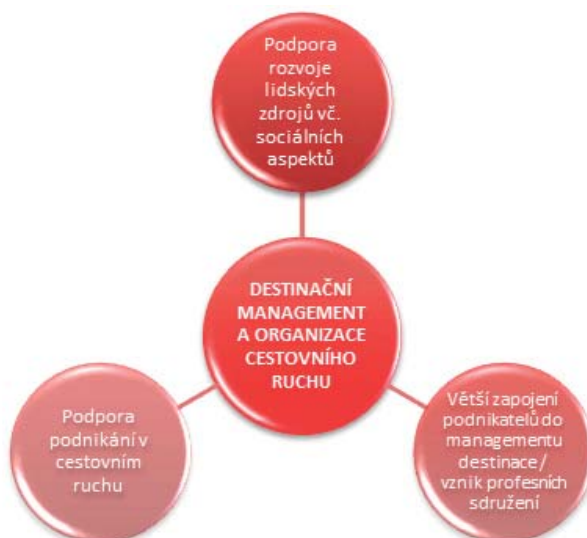 Podpora
rozvoje
lidských
zdrojů vč.
sociálních
aspektů
DESTINAČNÍ
MANAGEMENT
A ORGANIZACE
CESTOVNÍHO
RUCHU
Podpora
podnikání v
cestovním
ruchu
Větší zapojení
podnikatelů do
managementu
destinace /
vznik profesních
sdružení